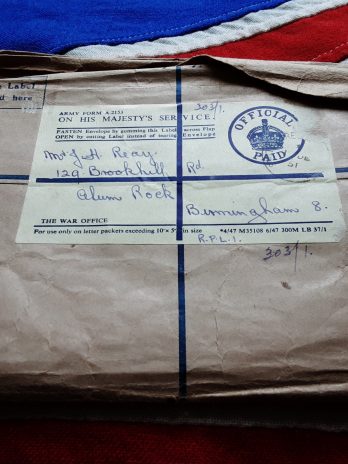 Label
d here
ARMY FORM A.2153
ON HIS MAJESTY'S SERVICE.
303/1.
FASTEN Envelope by gumming this Label across Flap
OPEN by cutting Label instead of tearing Envelope
OFFICIAL
PAID
Mr J H Reay.
129 Brookhill Rd.
Alum Rock
Birmingham 8.
THE WAR OFFICE
For use only on letter packets exceeding 10"× 5" in size
*4/47 M35108 6/47 300M LB 37/1
R.P.L.1.
303/1.